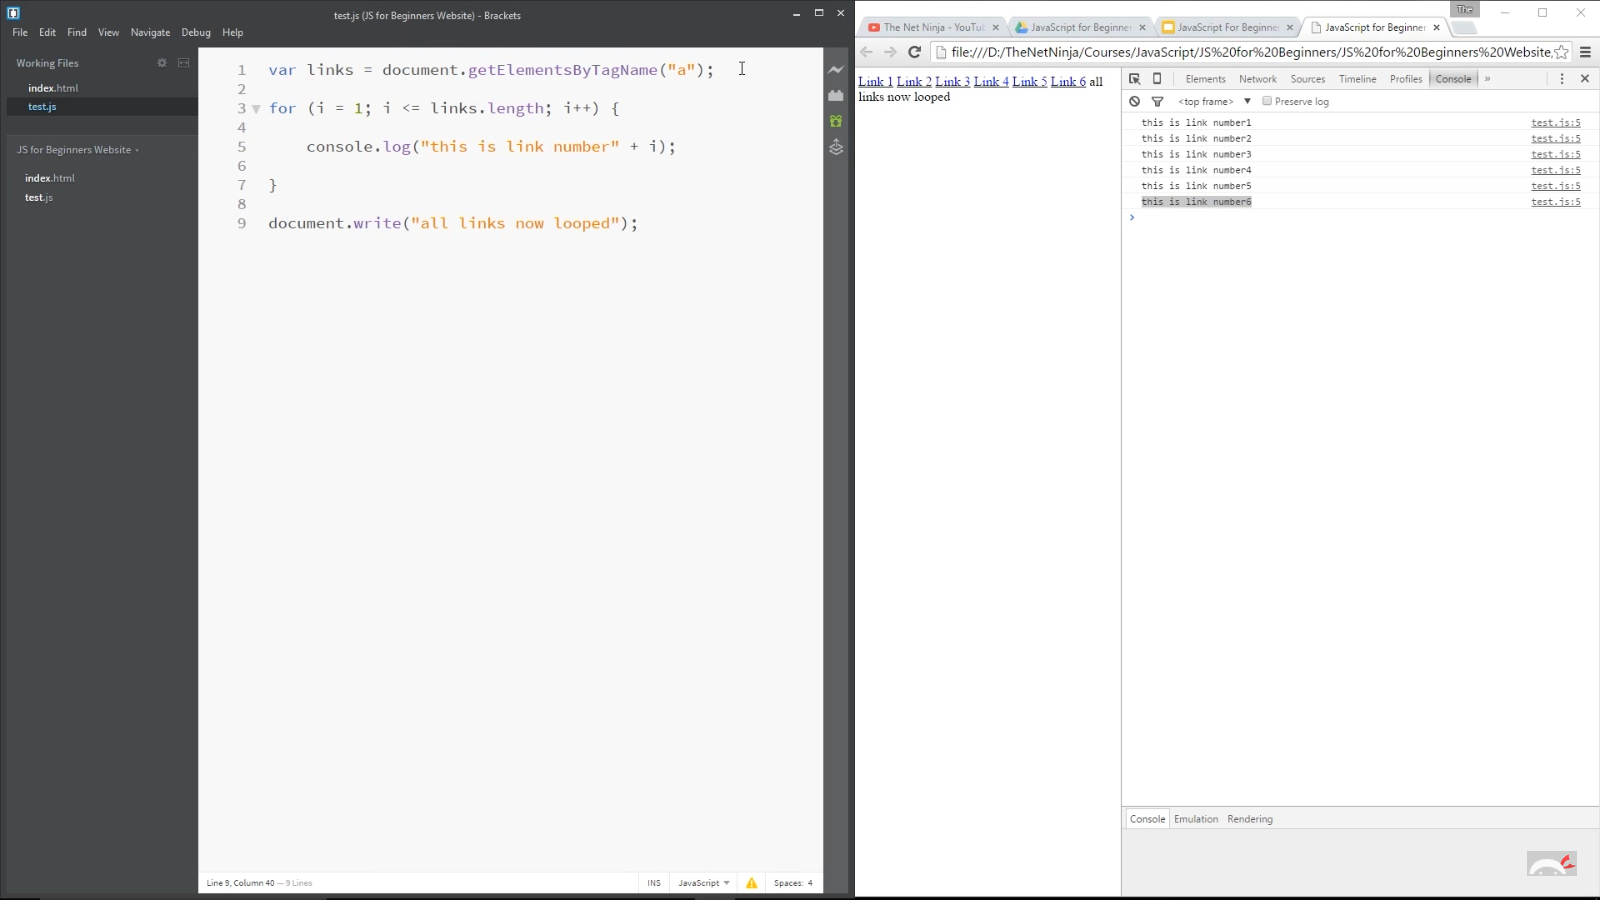 test.js (JS for Beginners Website) - Brackets
File Edit Find View Navigate Debug Help
Working Files
index.html
test.js
JS for Beginners Website
index.html
test.js
1 var links = document.getElementsByTagName("a");
2
3 for (i = 1; i <= links.length; i++) {
4
5 console.log("this is link number" + i);
6
7 }
8
9 document.write("all links now looped");
Line 9, Column 40 — 9 Lines
INS JavaScript Spaces: 4
The
The Net Ninja - YouTu JavaScript for Beginner JavaScript For Beginne JavaScript for Beginner
file:///D:/TheNetNinja/Courses/JavaScript/JS%20for%20Beginners/JS%20for%20Beginners%20Website,
Link 1 Link 2 Link 3 Link 4 Link 5 Link 6 all
links now looped
Elements Network Sources Timeline Profiles Console »
<top frame> Preserve log
this is link number1 test.js:5
this is link number2 test.js:5
this is link number3 test.js:5
this is link number4 test.js:5
this is link number5 test.js:5
this is link number6 test.js:5
Console Emulation Rendering